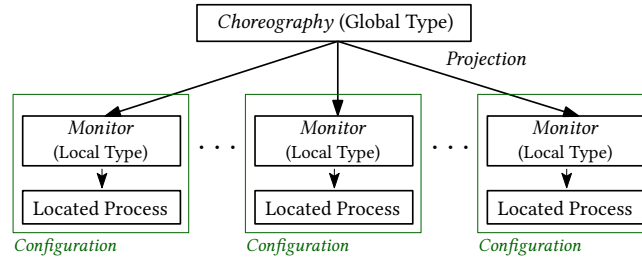 Choreography (Global Type)
Projection
Monitor
(Local Type)
Located Process
Configuration
. . .
Monitor
(Local Type)
Located Process
Configuration
. . .
Monitor
(Local Type)
Located Process
Configuration